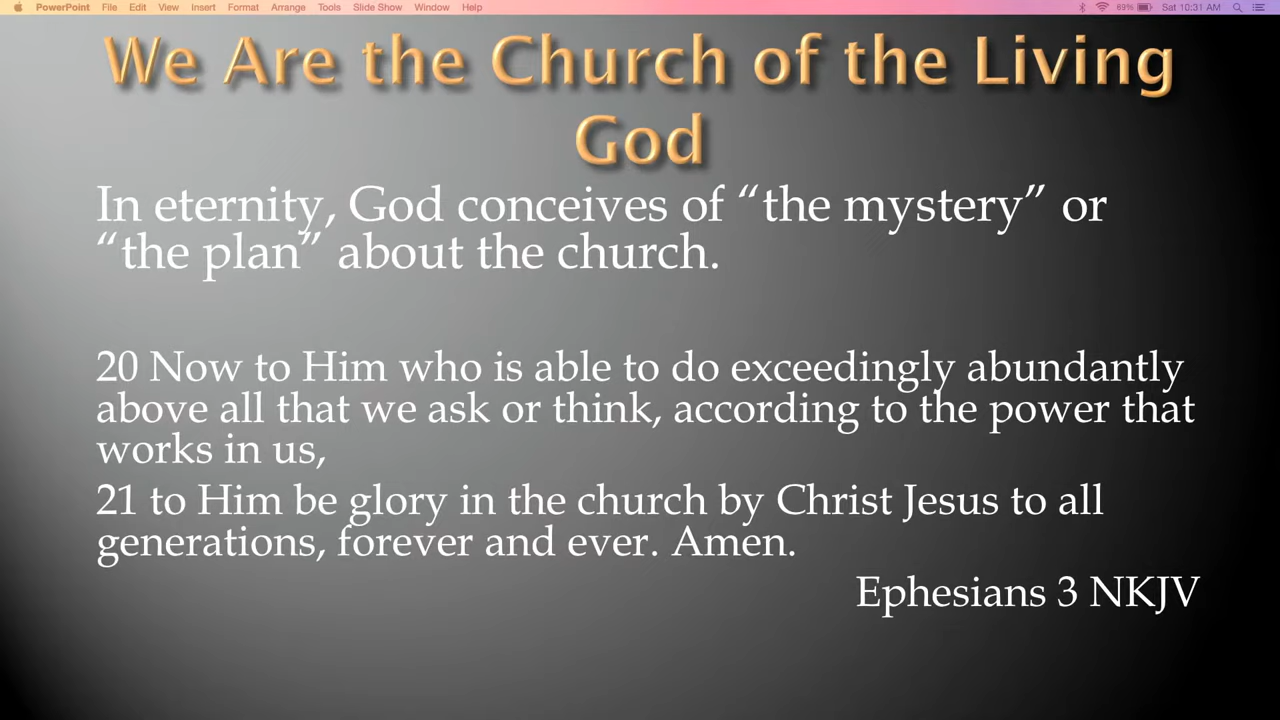 PowerPoint File Edit View Insert Format Arrange Tools Slide Show Window Help 89% Sat 10:31 AM
We Are the Church of the Living
God
In eternity, God conceives of “the mystery” or
“the plan” about the church.
20 Now to Him who is able to do exceedingly abundantly
above all that we ask or think, according to the power that
works in us,
21 to Him be glory in the church by Christ Jesus to all
generations, forever and ever. Amen.
Ephesians 3 NKJV